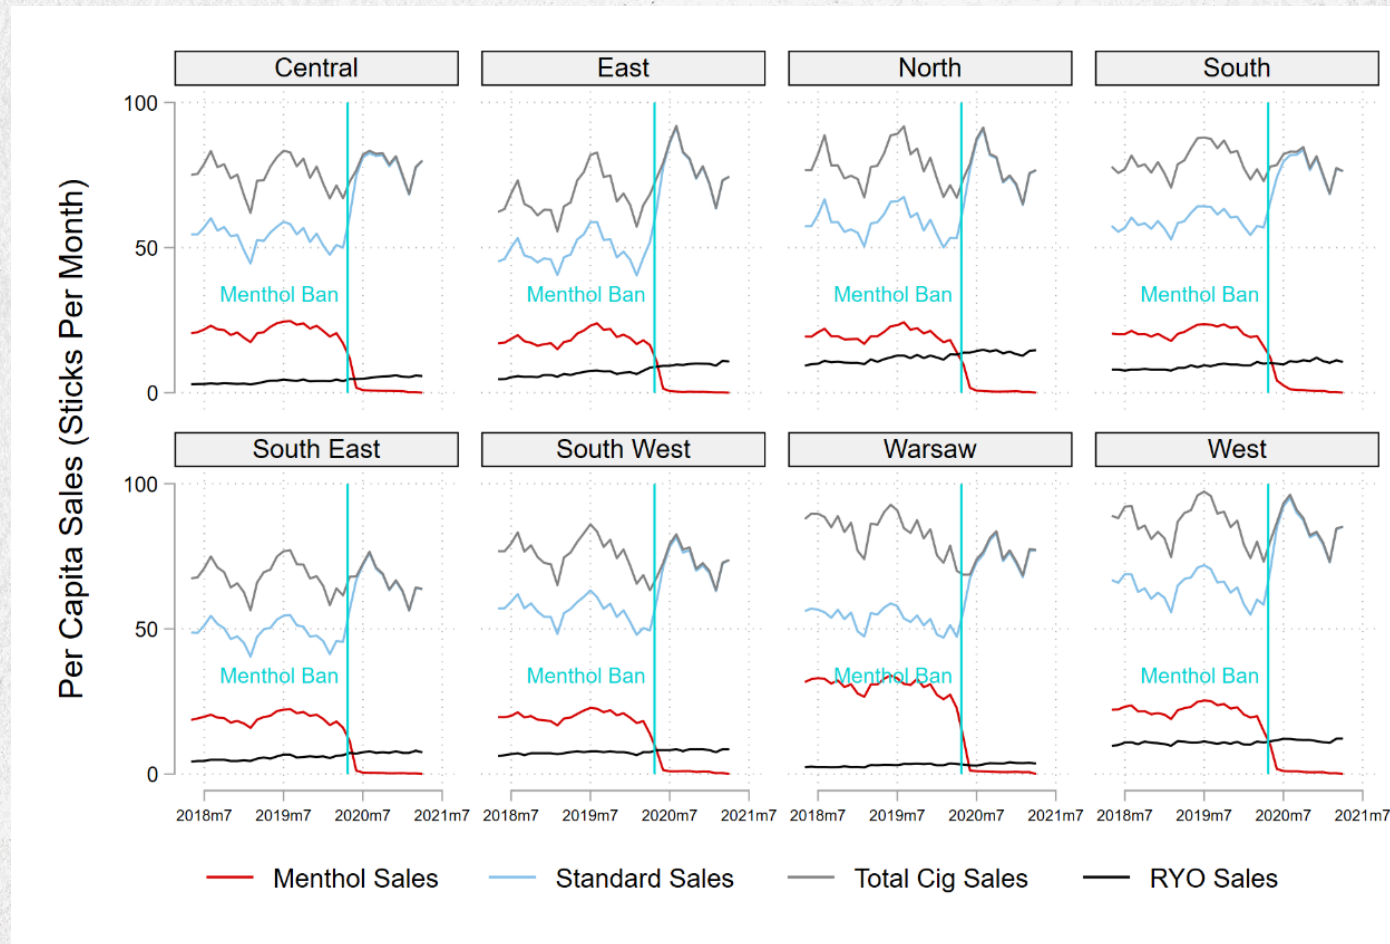 Central East North South
100
50
0
Menthol Ban Menthol Ban Menthol Ban Menthol Ban
South East South West Warsaw West
100
50
0
Menthol Ban Menthol Ban Menthol Ban Menthol Ban
2018m7 2019m7 2020m7 2021m7 2018m7 2019m7 2020m7 2021m7 2018m7 2019m7 2020m7 2021m7 2018m7 2019m7 2020m7 2021m7
Per Capita Sales (Sticks Per Month)
Menthol Sales Standard Sales Total Cig Sales RYO Sales